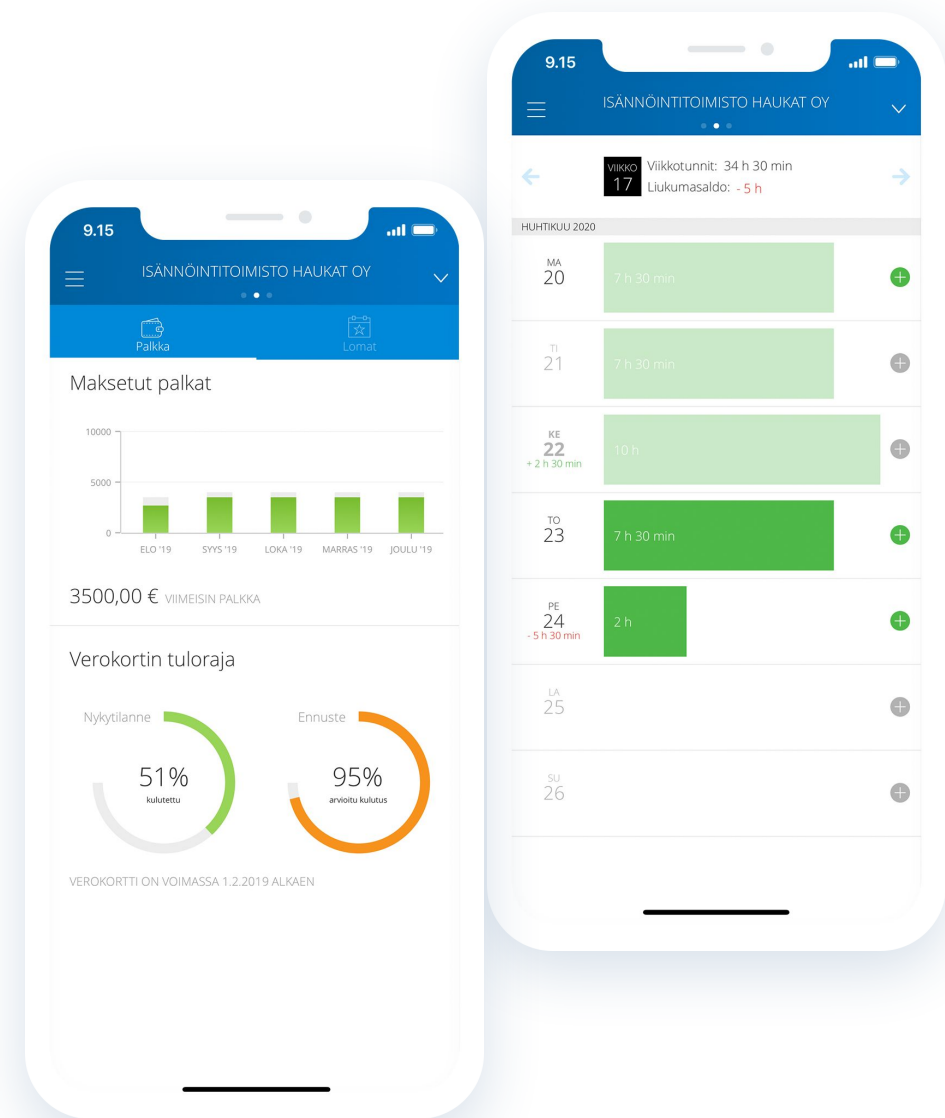 9.15
ISÄNNÖINTITOIMISTO HAUKAT OY
Palkka
Lomat
Maksetut palkat
10000
5000
0
ELO '19
SYYS '19
LOKA '19
MARRAS '19
JOULU '19
3500,00 € VIIMEISIN PALKKA
Verokortin tuloraja
Nykytilanne
51%
kulutettu
Ennuste
95%
arvioitu kulutus
VEROKORTTI ON VOIMASSA 1.2.2019 ALKAEN
9.15
ISÄNNÖINTITOIMISTO HAUKAT OY
VIIKKO
17
Viikkotunnit: 34 h 30 min
Liukumasaldo: - 5 h
HUHTIKUU 2020
MA
20
7 h 30 min
TI
21
7 h 30 min
KE
22
+ 2 h 30 min
10 h
TO
23
7 h 30 min
PE
24
- 5 h 30 min
2 h
LA
25
SU
26